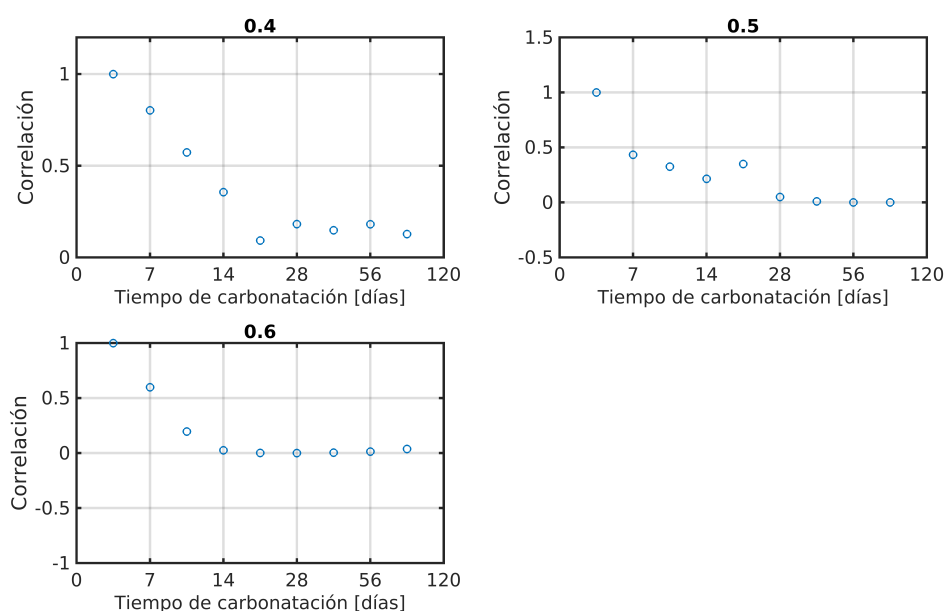 0.4
1
0.5
0
Correlación
0 7 14 28 56 120
Tiempo de carbonatación [días]
0.5
1.5
1
0.5
0
-0.5
Correlación
0 7 14 28 56 120
Tiempo de carbonatación [días]
0.6
1
0.5
0
-0.5
-1
Correlación
0 7 14 28 56 120
Tiempo de carbonatación [días]